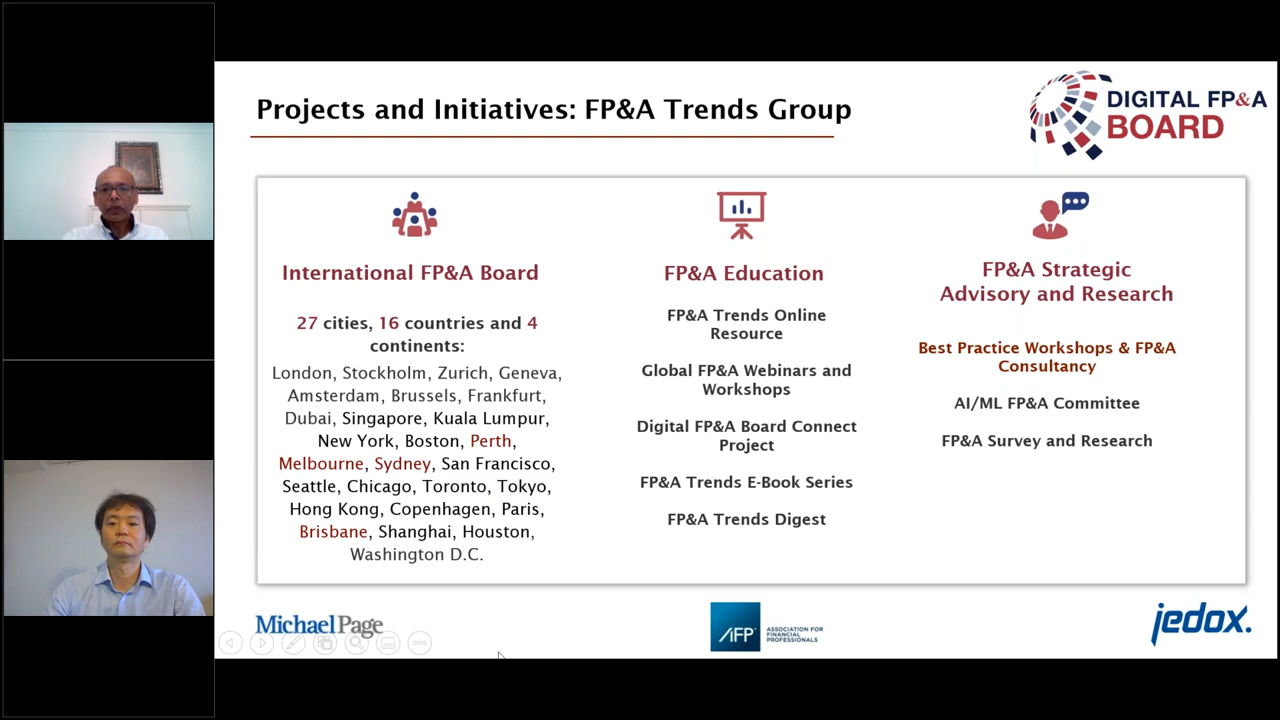 Projects and Initiatives: FP&A Trends Group
DIGITAL FP&A
BOARD
International FP&A Board
27 cities, 16 countries and 4
continents:
London, Stockholm, Zurich, Geneva,
Amsterdam, Brussels, Frankfurt,
Dubai, Singapore, Kuala Lumpur,
New York, Boston, Perth,
Melbourne, Sydney, San Francisco,
Seattle, Chicago, Toronto, Tokyo,
Hong Kong, Copenhagen, Paris,
Brisbane, Shanghai, Houston,
Washington D.C.
FP&A Education
FP&A Trends Online
Resource
Global FP&A Webinars and
Workshops
Digital FP&A Board Connect
Project
FP&A Trends E-Book Series
FP&A Trends Digest
FP&A Strategic
Advisory and Research
Best Practice Workshops & FP&A
Consultancy
AI/ML FP&A Committee
FP&A Survey and Research
MichaelPage
AFP
ASSOCIATION FOR
FINANCIAL
PROFESSIONALS
jedox.